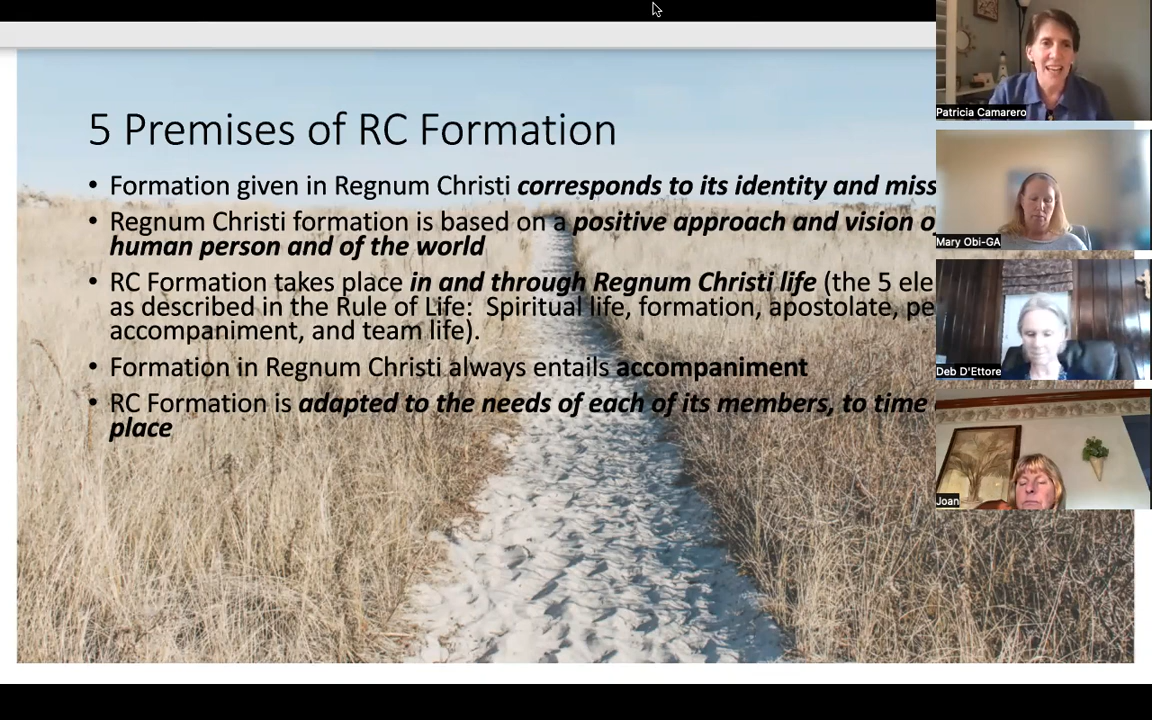 5 Premises of RC Formation
• Formation given in Regnum Christi corresponds to its identity and miss
• Regnum Christi formation is based on a positive approach and vision o
human person and of the world
• RC Formation takes place in and through Regnum Christi life (the 5 ele
as described in the Rule of Life: Spiritual life, formation, apostolate, pe
accompaniment, and team life).
• Formation in Regnum Christi always entails accompaniment
• RC Formation is adapted to the needs of each of its members, to time
place
Patricia Camarero
Mary Obi-GA
Deb D'Ettore
Joan